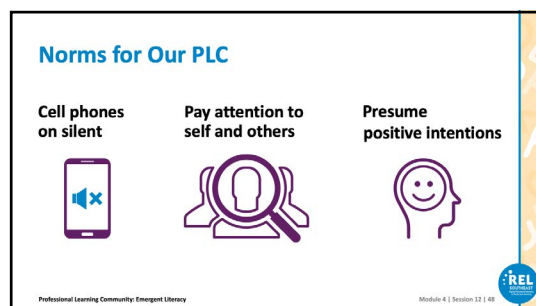 Norms for Our PLC
Cell phones
on silent
Pay attention to
self and others
Presume
positive intentions
Professional Learning Community: Emergent Literacy
Module 4 | Session 12 | 48
REL
SOUTHEAST